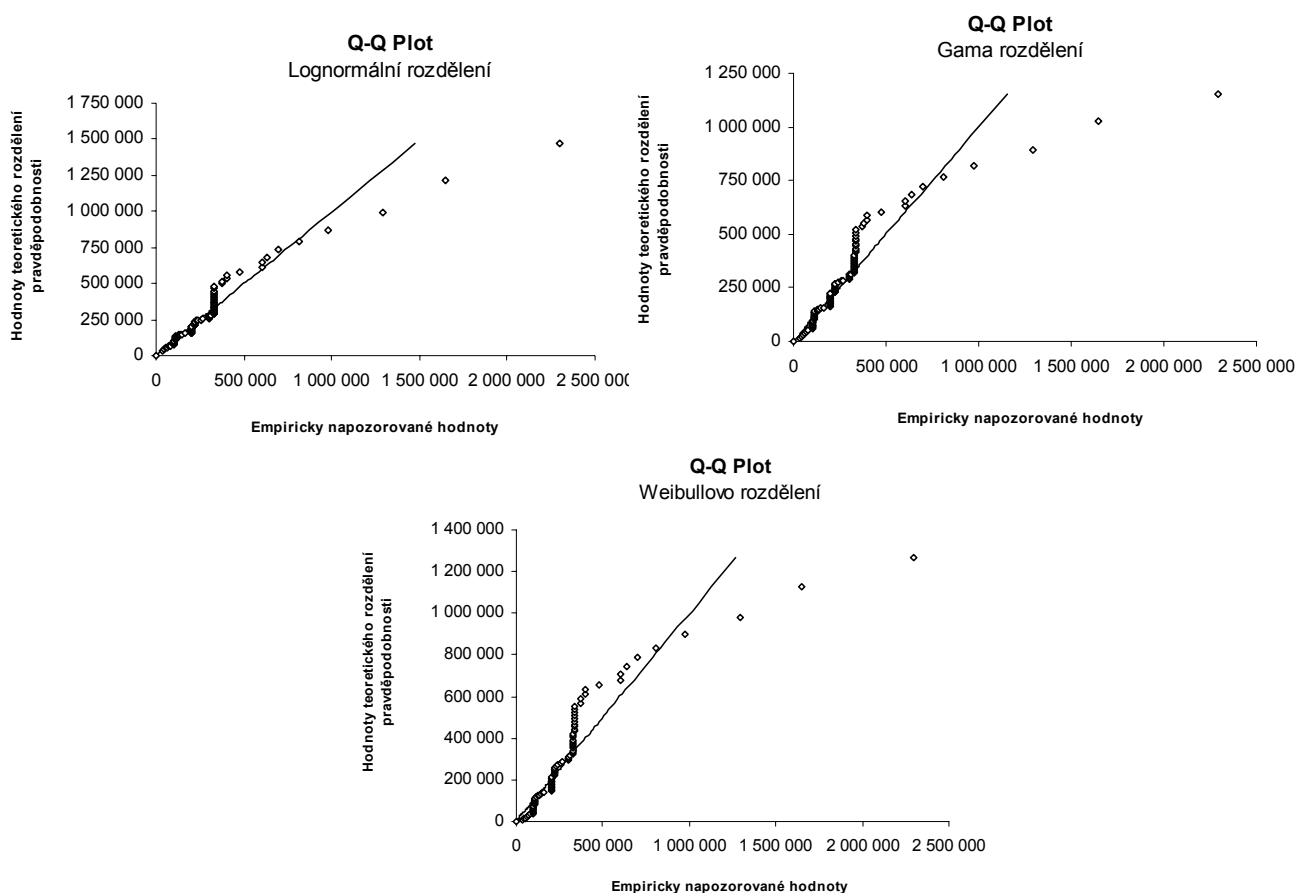 Q-Q Plot
Lognormální rozdělení
Hodnoty teoretického rozdělení
pravděpodobnosti
1 750 000
1 500 000
1 250 000
1 000 000
750 000
500 000
250 000
0
0
500 000
1 000 000
1 500 000
2 000 000
2 500 000
Empiricky napozorované hodnoty
Q-Q Plot
Gama rozdělení
Hodnoty teoretického rozdělení
pravděpodobnosti
1 250 000
1 000 000
750 000
500 000
250 000
0
0
500 000
1 000 000
1 500 000
2 000 000
2 500 000
Empiricky napozorované hodnoty
Q-Q Plot
Weibullovo rozdělení
Hodnoty teoretického rozdělení
pravděpodobnosti
1 400 000
1 200 000
1 000 000
800 000
600 000
400 000
200 000
0
0
500 000
1 000 000
1 500 000
2 000 000
2 500 000
Empiricky napozorované hodnoty